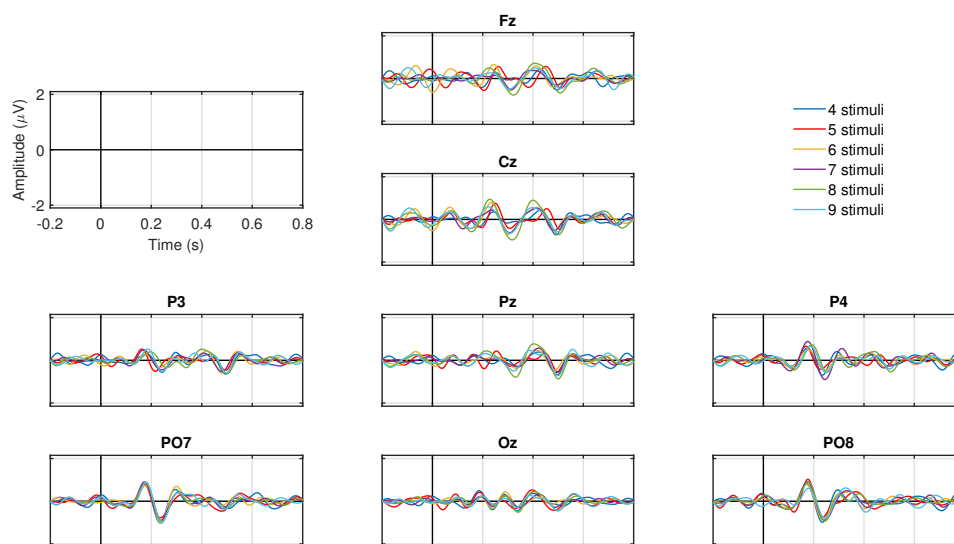 Fz
2
0
-2
Amplitude (μV)
-0.2 0 0.2 0.4 0.6 0.8
Time (s)
4 stimuli
5 stimuli
6 stimuli
7 stimuli
8 stimuli
9 stimuli
Cz
P3 Pz P4
PO7 Oz PO8